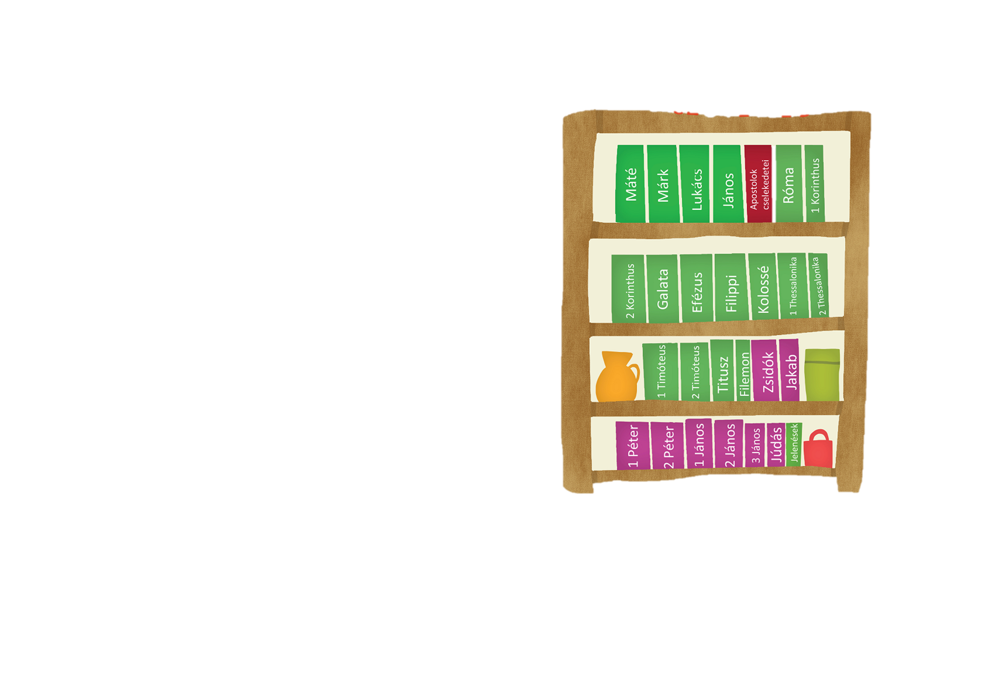 Máté
Márk
Lukács
János
Apostolok
cselekedetei
Róma
1 Korinthus
2 Korinthus
Galata
Efézus
Filippi
Kolossé
1 Thessalonika
2 Thessalonika
1 Timóteus
2 Timóteus
Titusz
Filemon
Zsidók
Jakab
1 Péter
2 Péter
1 János
2 János
3 János
Júdás
Jelenések